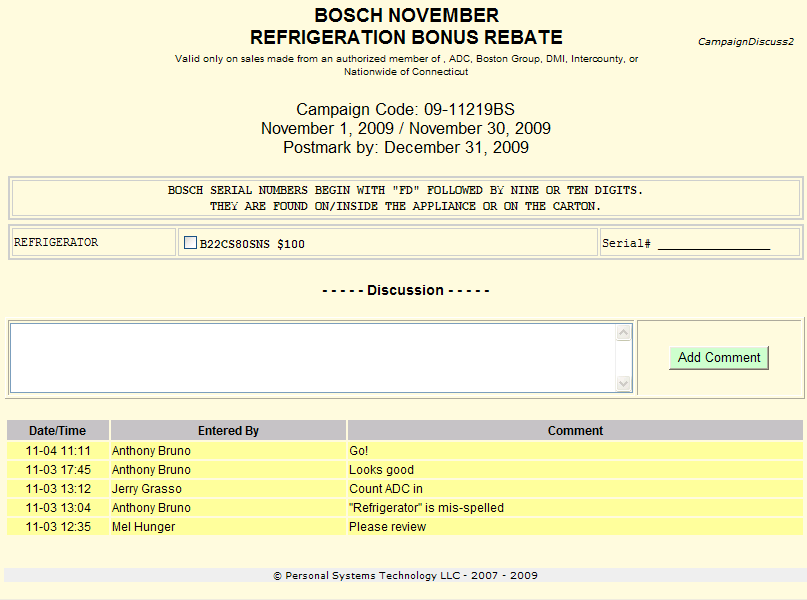 BOSCH NOVEMBER
REFRIGERATION BONUS REBATE
CampaignDiscuss2
Valid only on sales made from an authorized member of , ADC, Boston Group, DMI, Intercounty, or
Nationwide of Connecticut
Campaign Code: 09-11219BS
November 1, 2009 / November 30, 2009
Postmark by: December 31, 2009
BOSCH SERIAL NUMBERS BEGIN WITH "FD" FOLLOWED BY NINE OR TEN DIGITS.
THEY ARE FOUND ON/INSIDE THE APPLIANCE OR ON THE CARTON.
REFRIGERATOR B22CS80SNS $100 Serial# ________________
- - - - - Discussion - - - - -
Add Comment
Date/Time Entered By Comment
11-04 11:11 Anthony Bruno Go!
11-03 17:45 Anthony Bruno Looks good
11-03 13:12 Jerry Grasso Count ADC in
11-03 13:04 Anthony Bruno "Refrigerator" is mis-spelled
11-03 12:35 Mel Hunger Please review
© Personal Systems Technology LLC - 2007 - 2009